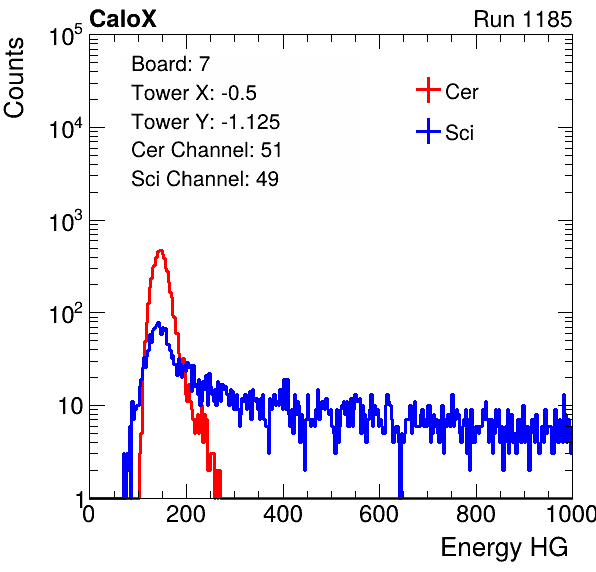 CaloX Run 1185
Counts
Board: 7
Tower X: -0.5
Tower Y: -1.125
Cer Channel: 51
Sci Channel: 49
Cer
Sci
10^5
10^4
10^3
10^2
10
1
0 200 400 600 800 1000
Energy HG